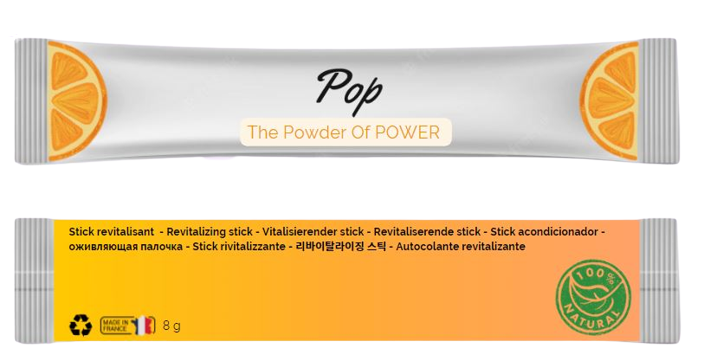 Pop
The Powder Of POWER
Stick revitalisant - Revitalizing stick - Vitalisierender stick - Revitaliserende stick - Stick acondicionador -
оживляющая палочка - Stick rivitalizzante - 리바이탈라이징 스틱 - Autocolante revitalizante
100%
NATURAL
MADE IN
FRANCE
8 g